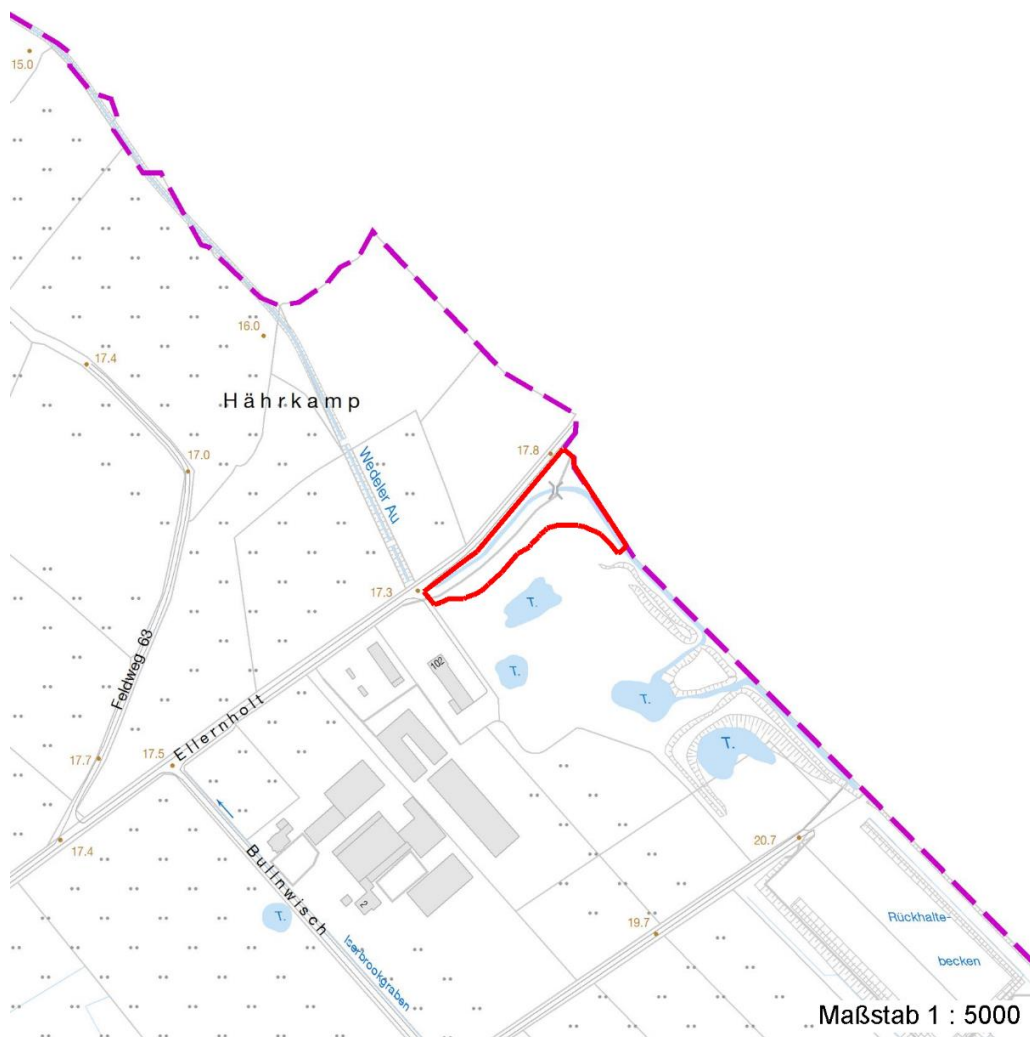 15.0
16.0
17.4
Hährkamp
17.0
17.8
Wedeler Au
17.3
T.
102
T.
T.
Feldweg 63
Ellernholt
17.7
17.5
T.
17.4
20.7
Bullnwisch
2
T.
Iserbrookgraben
19.7
Rückhalte-
becken
Maßstab 1 : 5000